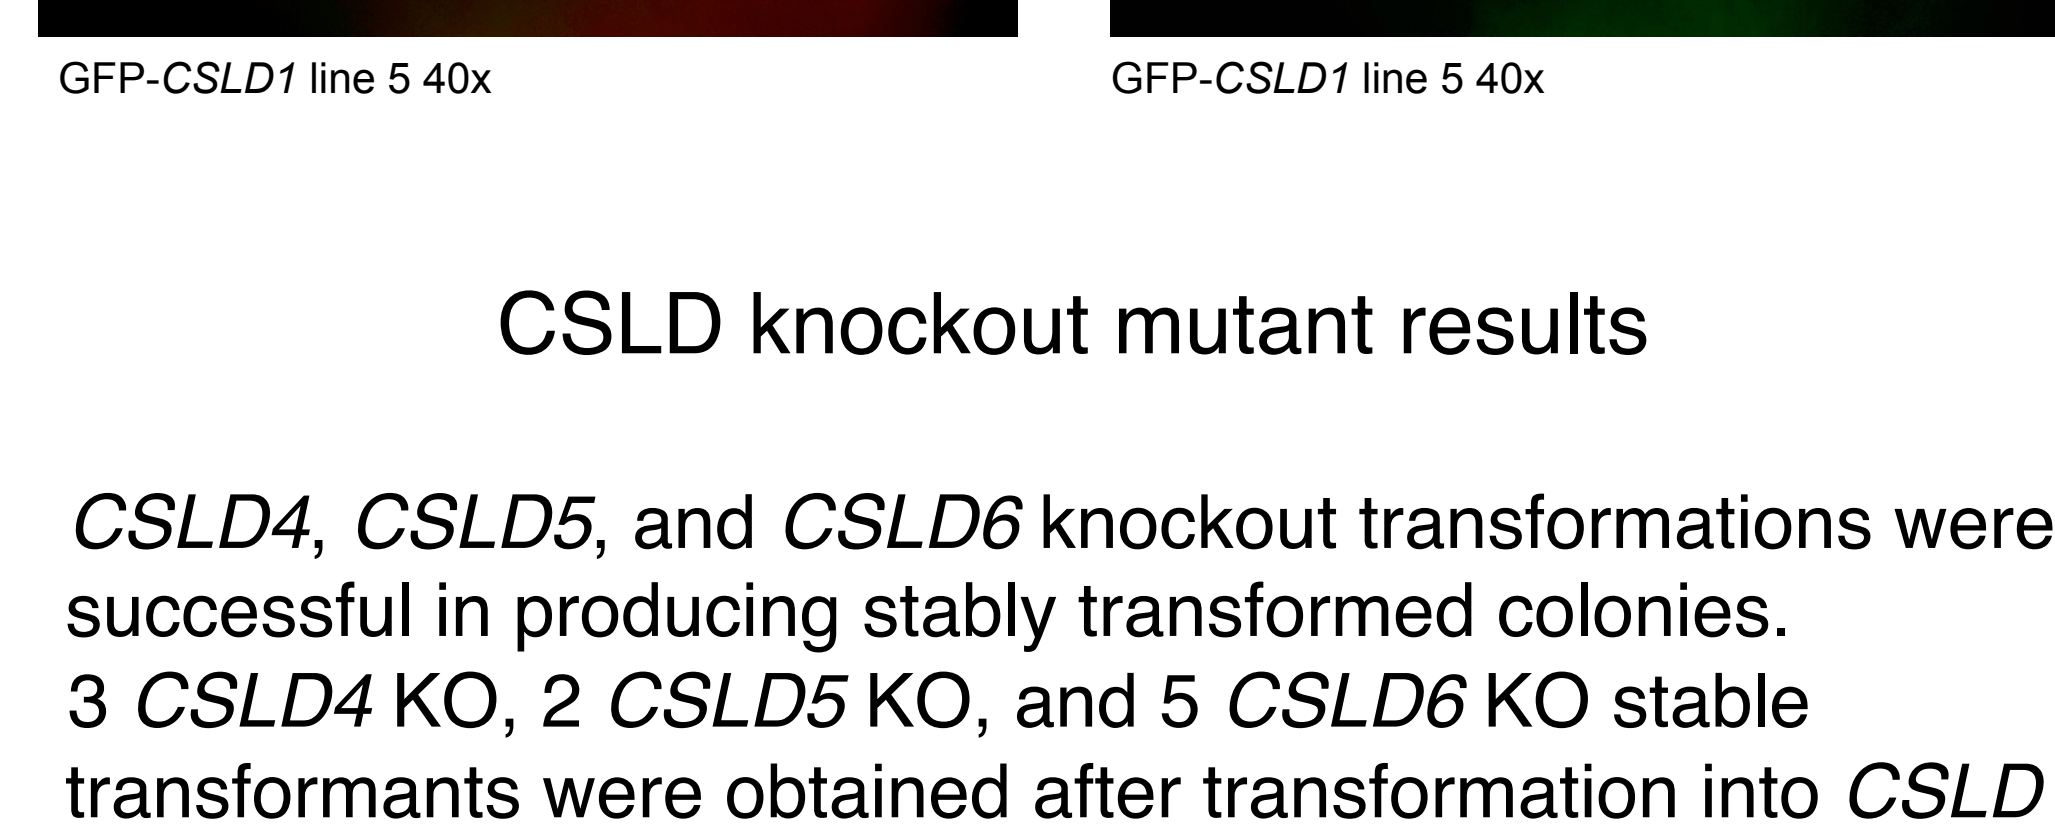 GFP-CSLD1 line 5 40x
GFP-CSLD1 line 5 40x
CSLD knockout mutant results
CSLD4, CSLD5, and CSLD6 knockout transformations were
successful in producing stably transformed colonies.
3 CSLD4 KO, 2 CSLD5 KO, and 5 CSLD6 KO stable
transformants were obtained after transformation into CSLD